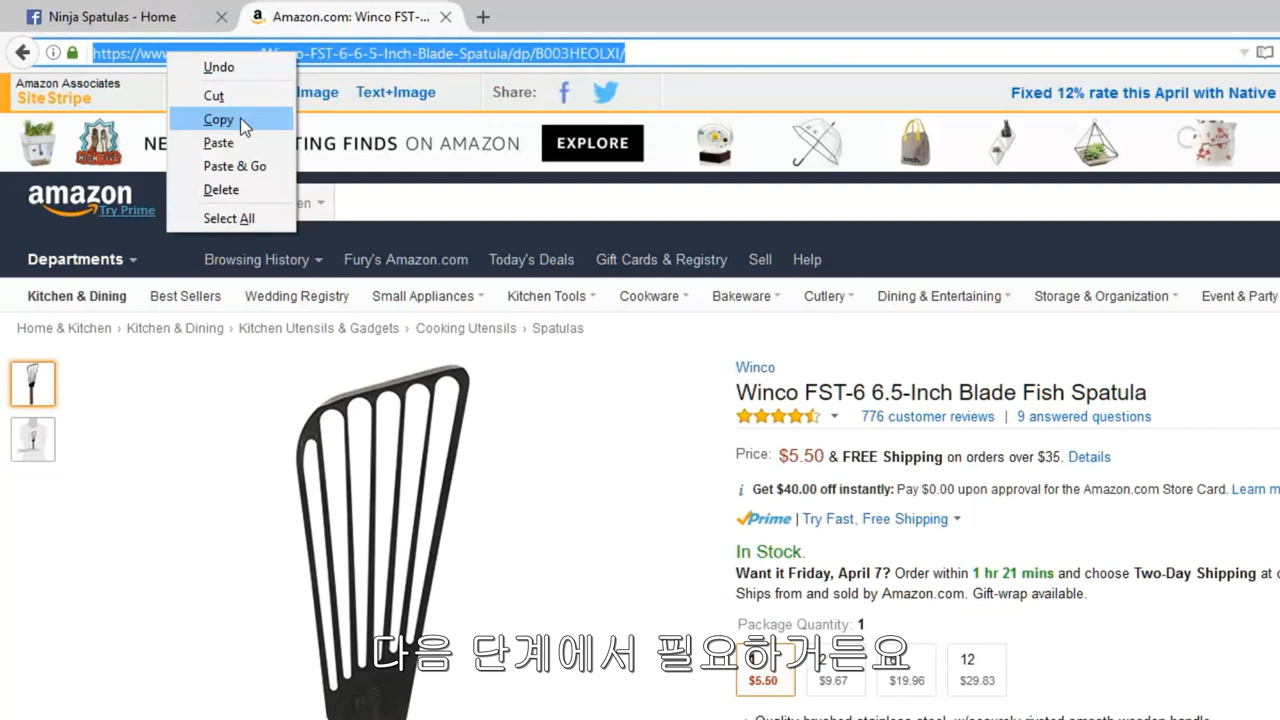 Ninja Spatulas - Home
Amazon.com: Winco FST-...
https://www. Winco-FST-6-6-5-Inch-Blade-Spatula/dp/B003HEOLXI/
Undo
Cut
Copy
Paste
Paste & Go
Delete
Select All
Amazon Associates
SiteStripe
Image
Text+Image
Share:
Fixed 12% rate this April with Native
HIGH FIVE
TING FINDS ON AMAZON
EXPLORE
lunch.
amazon
Try Prime
Departments
Browsing History
Fury's Amazon.com
Today's Deals
Gift Cards & Registry
Sell
Help
Kitchen & Dining
Best Sellers
Wedding Registry
Small Appliances
Kitchen Tools
Cookware
Bakeware
Cutlery
Dining & Entertaining
Storage & Organization
Event & Party
Home & Kitchen › Kitchen & Dining › Kitchen Utensils & Gadgets › Cooking Utensils › Spatulas
Winco
Winco FST-6 6.5-Inch Blade Fish Spatula
776 customer reviews | 9 answered questions
Price: $5.50 & FREE Shipping on orders over $35. Details
Get $40.00 off instantly: Pay $0.00 upon approval for the Amazon.com Store Card. Learn m
Prime | Try Fast, Free Shipping
In Stock.
Want it Friday, April 7? Order within 1 hr 21 mins and choose Two-Day Shipping at
Ships from and sold by Amazon.com. Gift-wrap available.
Package Quantity: 1
12
$5.50
$9.67
$19.96
$29.83
다음 단계에서 필요하거든요